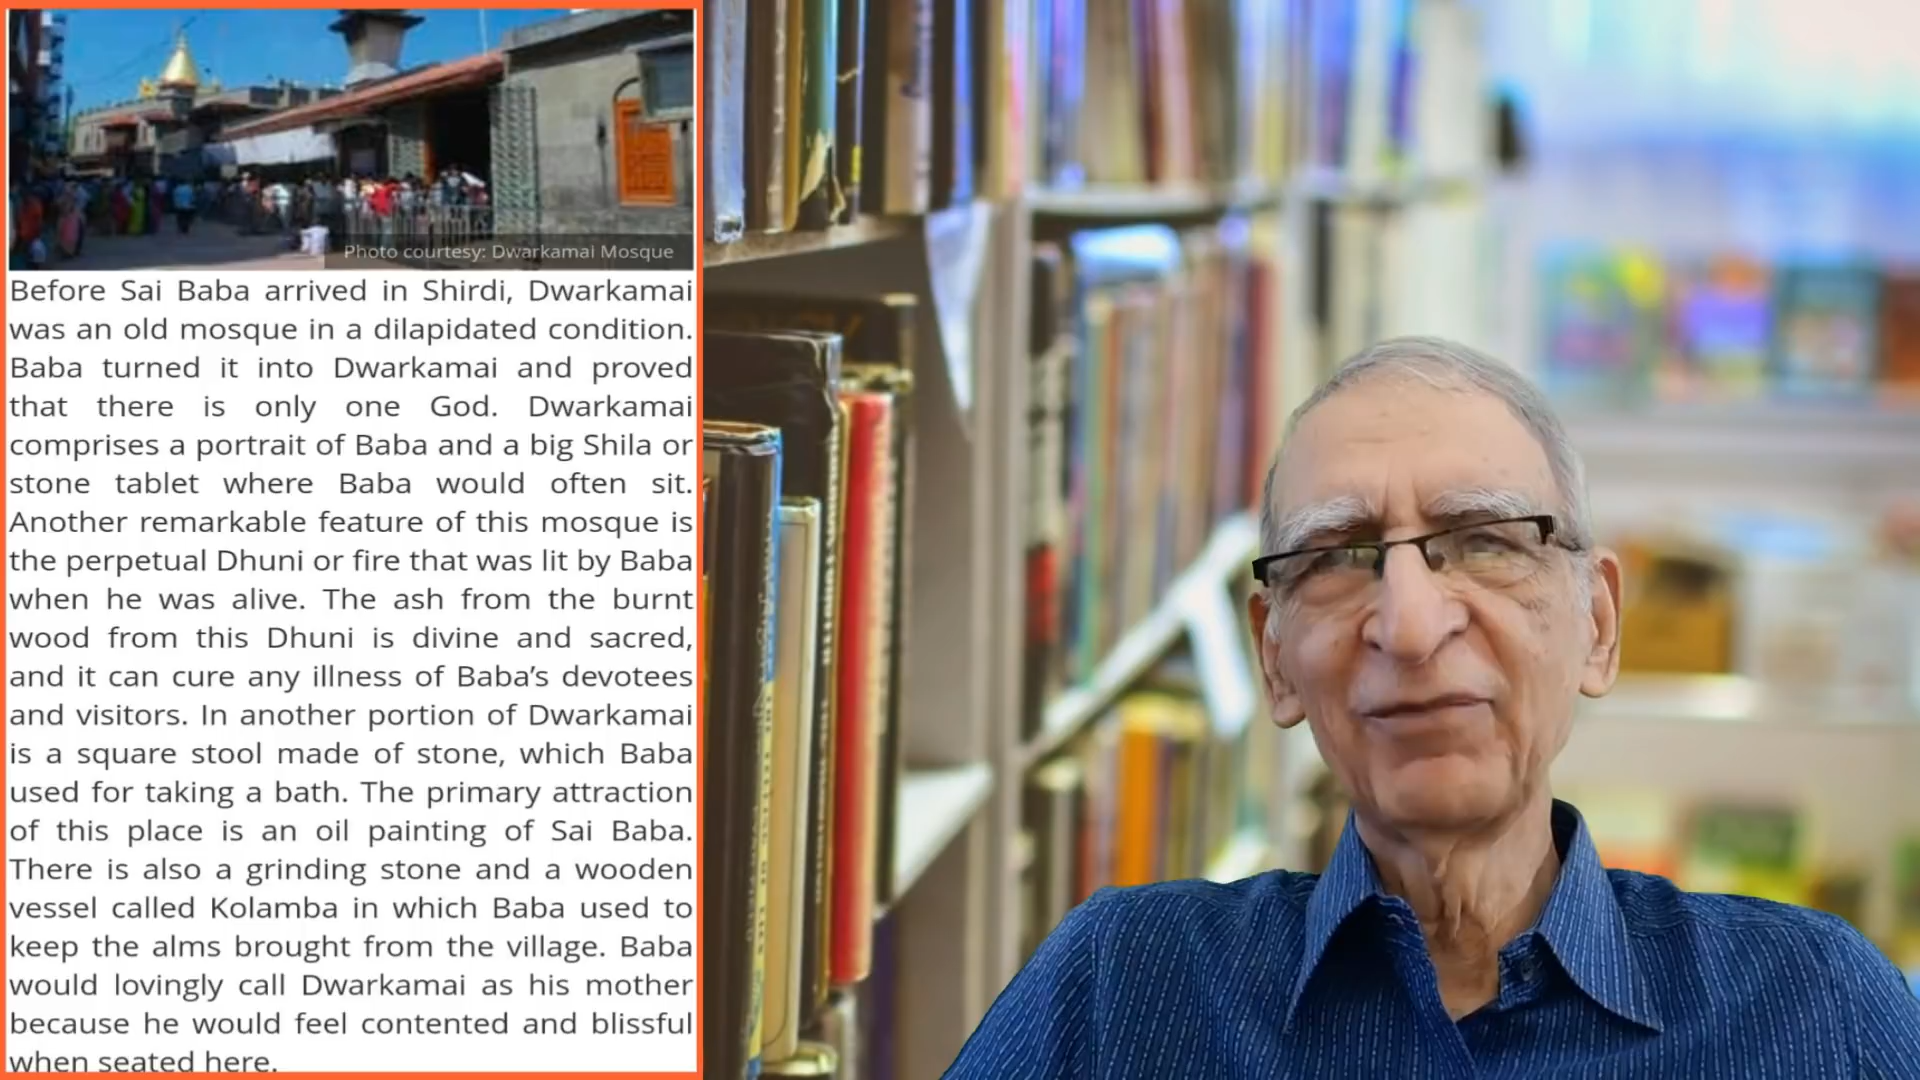 Photo courtesy: Dwarkamai Mosque
Before Sai Baba arrived in Shirdi, Dwarkamai
was an old mosque in a dilapidated condition.
Baba turned it into Dwarkamai and proved
that there is only one God. Dwarkamai
comprises a portrait of Baba and a big Shila or
stone tablet where Baba would often sit.
Another remarkable feature of this mosque is
the perpetual Dhuni or fire that was lit by Baba
when he was alive. The ash from the burnt
wood from this Dhuni is divine and sacred,
and it can cure any illness of Baba’s devotees
and visitors. In another portion of Dwarkamai
is a square stool made of stone, which Baba
used for taking a bath. The primary attraction
of this place is an oil painting of Sai Baba.
There is also a grinding stone and a wooden
vessel called Kolamba in which Baba used to
keep the alms brought from the village. Baba
would lovingly call Dwarkamai as his mother
because he would feel contented and blissful
when seated here.